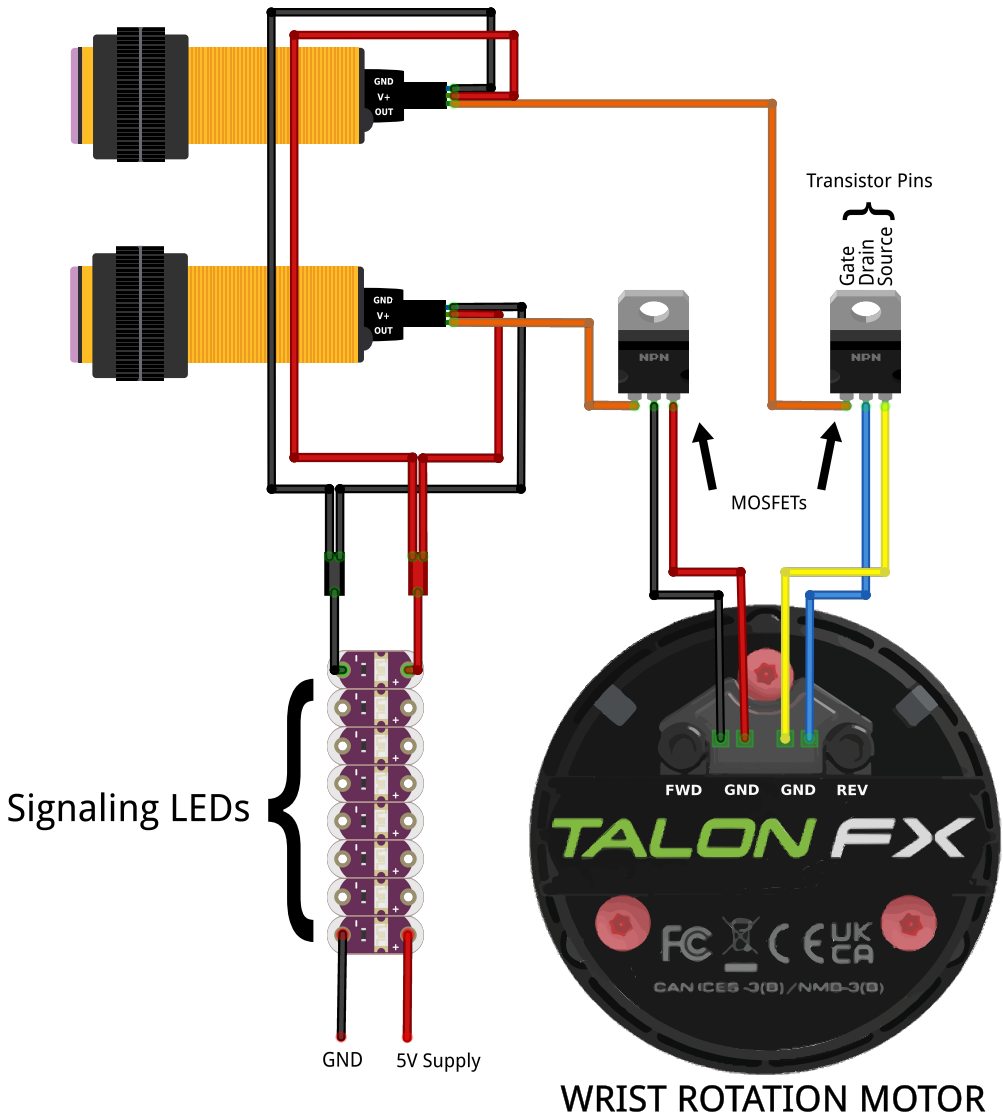 GND
V+
OUT
Transistor Pins
Gate
Drain
Source
GND
V+
OUT
NPN
NPN
MOSFETs
Signaling LEDs
FWD GND GND REV
TALON FX
FC CE UK CA
CAN ICES -3(B) / NMB-3(B)
GND
5V Supply
WRIST ROTATION MOTOR